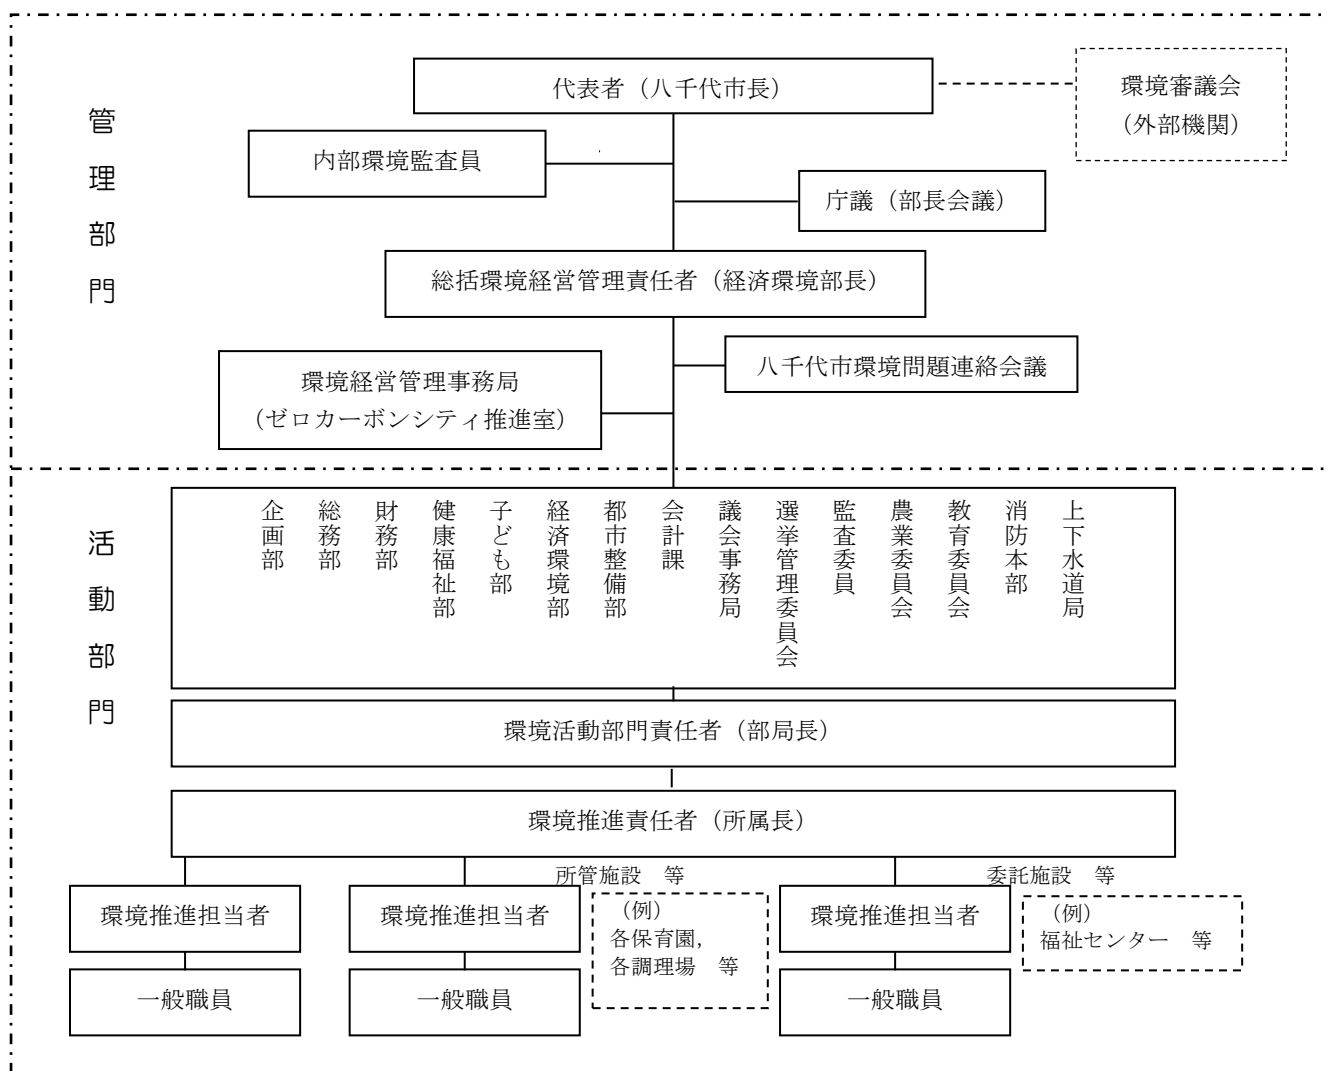 管理部門
代表者（八千代市長）
環境審議会
（外部機関）
内部環境監査員
庁議（部長会議）
総括環境経営管理責任者（経済環境部長）
八千代市環境問題連絡会議
環境経営管理事務局
（ゼロカーボンシティ推進室）
活動部門
企画部
総務部
財務部
健康福祉部
子ども部
経済環境部
都市整備部
会計課
議会事務局
選挙管理委員会
監査委員
農業委員会
教育委員会
消防本部
上下水道局
環境活動部門責任者（部局長）
環境推進責任者（所属長）
環境推進担当者
一般職員
所管施設　等
環境推進担当者
一般職員
（例）
各保育園，
各調理場　等
委託施設　等
環境推進担当者
一般職員
（例）
福祉センター　等